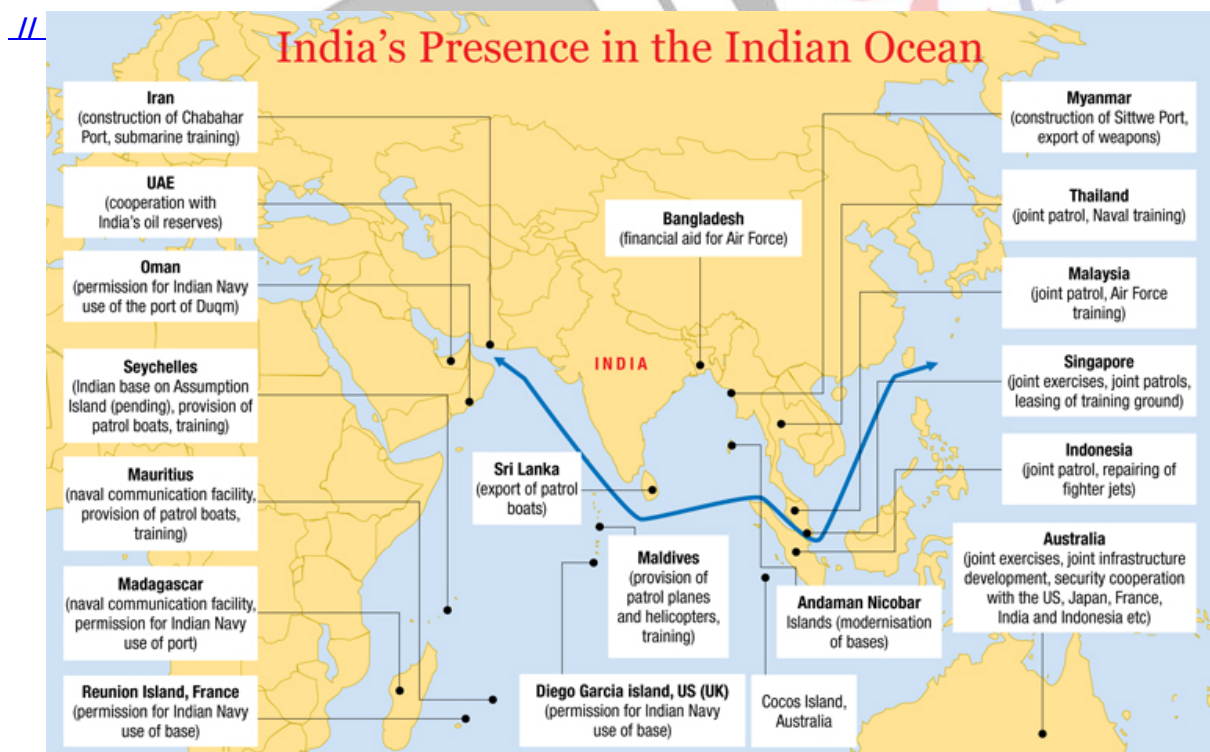 //
India's Presence in the Indian Ocean
Iran
(construction of Chabahar
Port, submarine training)
UAE
(cooperation with
India's oil reserves)
Oman
(permission for Indian Navy
use of the port of Duqm)
Seychelles
(Indian base on Assumption
Island (pending), provision of
patrol boats, training)
Mauritius
(naval communication facility,
provision of patrol boats,
training)
Madagascar
(naval communication facility,
permission for Indian Navy
use of port)
Reunion Island, France
(permission for Indian Navy
use of base)
Bangladesh
(financial aid for Air Force)
INDIA
Sri Lanka
(export of patrol
boats)
Maldives
(provision of
patrol planes
and helicopters,
training)
Diego Garcia island, US (UK)
(permission for Indian Navy
use of base)
Andaman Nicobar
Islands (modernisation
of bases)
Cocos Island,
Australia
Myanmar
(construction of Sittwe Port,
export of weapons)
Thailand
(joint patrol, Naval training)
Malaysia
(joint patrol, Air Force
training)
Singapore
(joint exercises, joint patrols,
leasing of training ground)
Indonesia
(joint patrol, repairing of
fighter jets)
Australia
(joint exercises, joint infrastructure
development, security cooperation
with the US, Japan, France,
India and Indonesia etc)